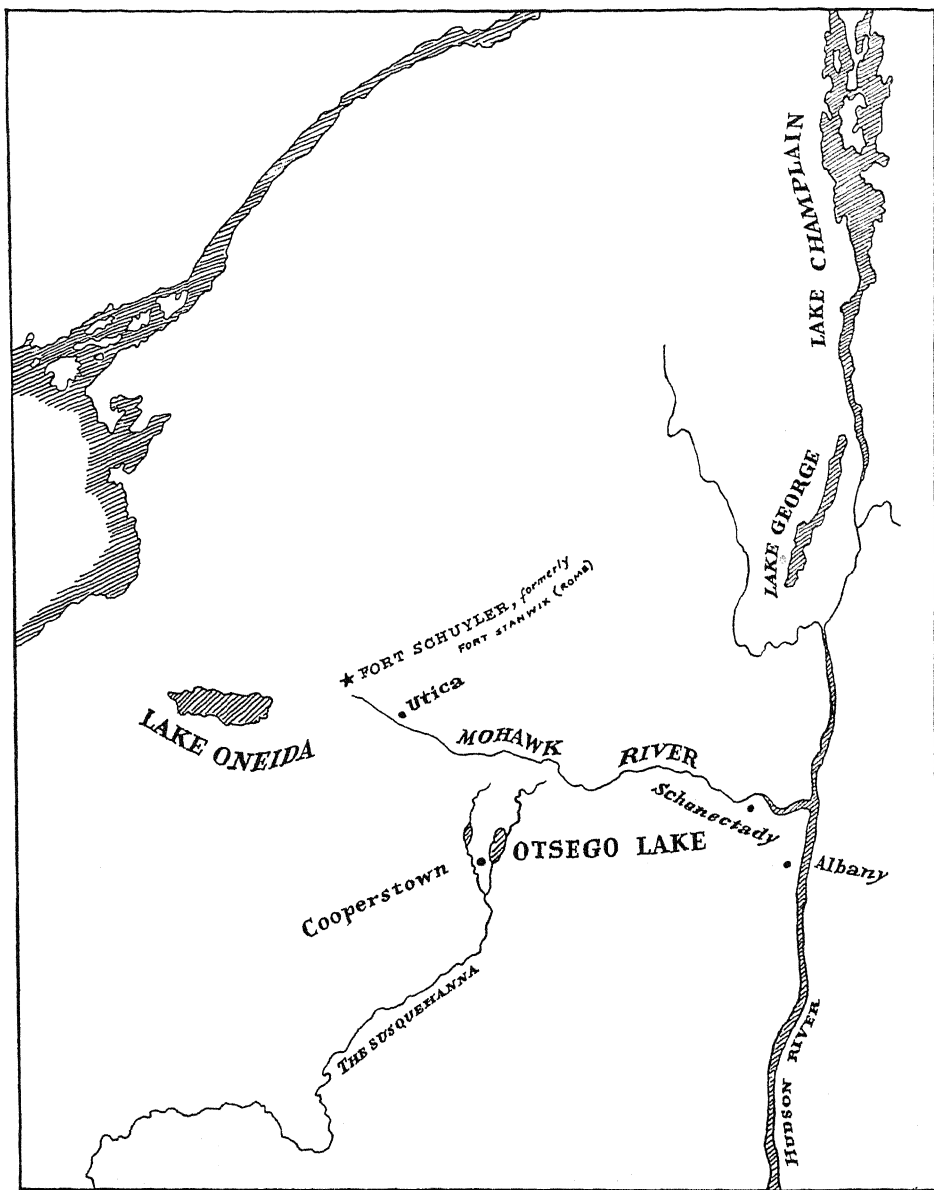 LAKE CHAMPLAIN
LAKE GEORGE
FORT SCHUYLER, formerly
FORT STANWIX (ROME)
Utica
LAKE ONEIDA
MOHAWK RIVER
Schenectady
OTSEGO LAKE
Albany
Cooperstown
THE SUSQUEHANNA
HUDSON RIVER